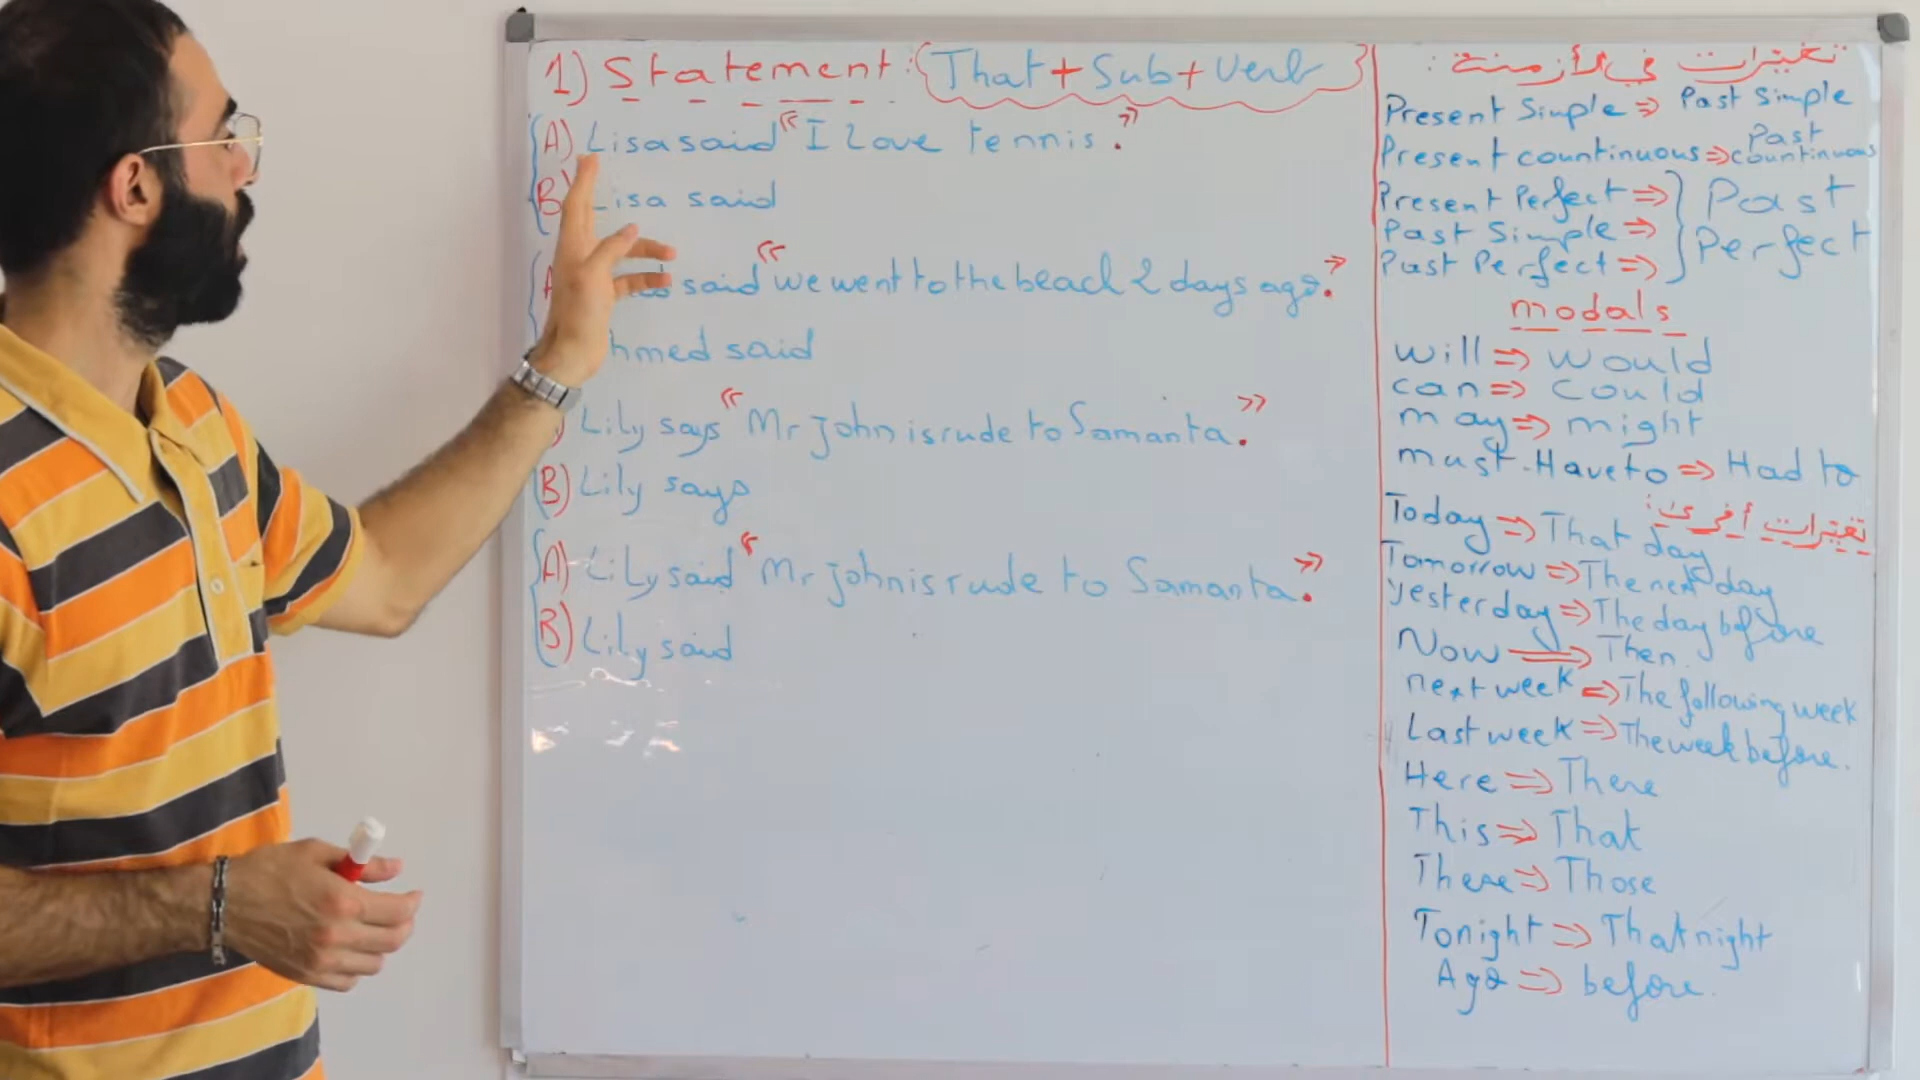 1) Statement : {That + Sub + Verb}
A) Lisa said " I Love tennis . "
B) Lisa said
said " we went to the beach 2 days ago. "
hmed said
Lily says " Mr John is rude to Samanta. "
B) Lily says
A) Lily said " Mr john is rude to Samanta. "
B) Lily said
تغيرات في الأزمنة :
Present Simple => Past Simple
Present countinuous => Past countinuous
Present Perfect =>
Past Simple =>
Past Perfect =>
} Past Perfect
modals
will => would
can => Could
may => might
must - Have to => Had to
تغيرات أخرى :
Today => That day
Tomorrow => The next day
yesterday => The day before
Now => Then.
next week => The following week
Last week => The week before.
Here => There
This => That
These => Those
Tonight => That night
Ago => before.